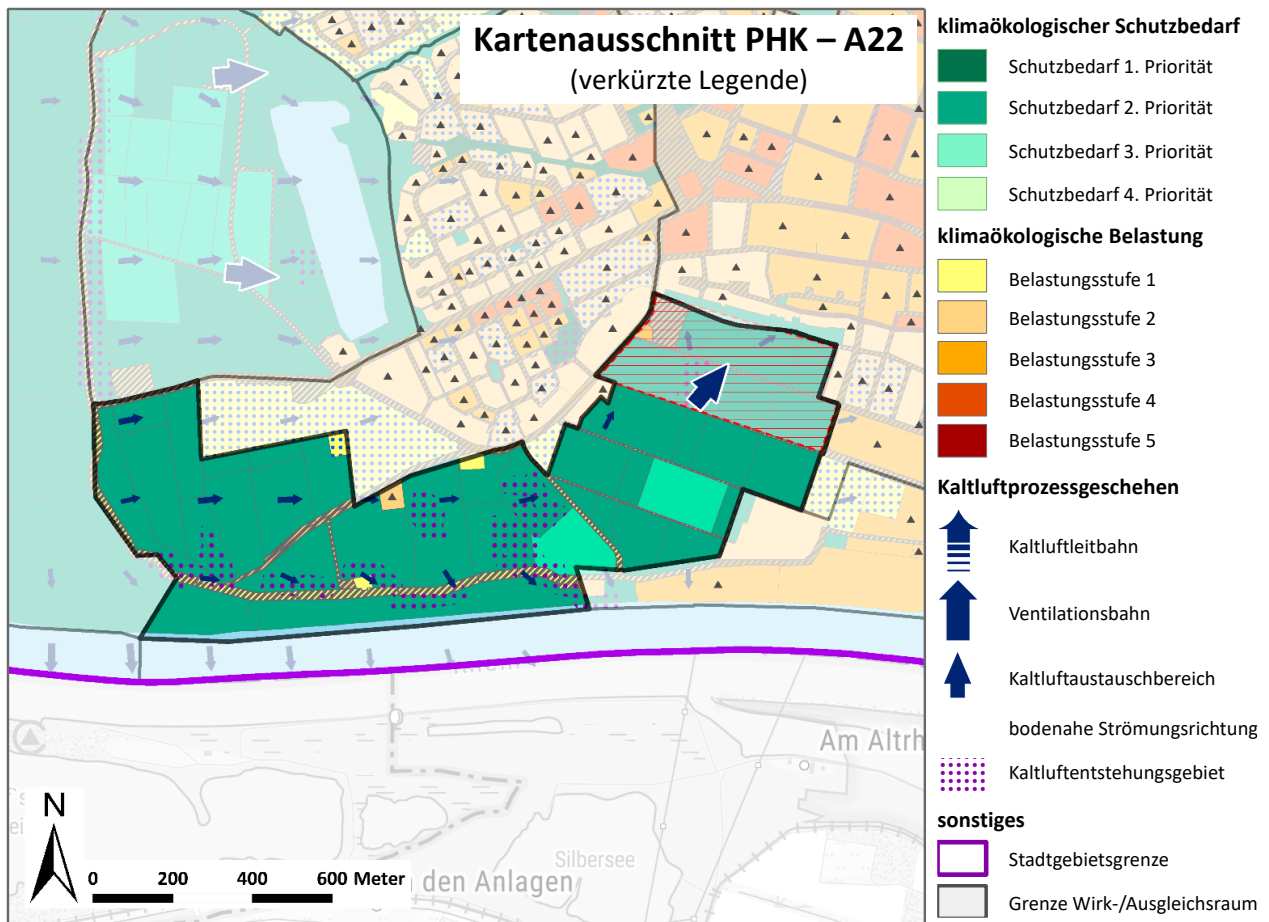 Kartenausschnitt PHK – A22
(verkürzte Legende)
klimaökologischer Schutzbedarf
Schutzbedarf 1. Priorität
Schutzbedarf 2. Priorität
Schutzbedarf 3. Priorität
Schutzbedarf 4. Priorität
klimaökologische Belastung
Belastungsstufe 1
Belastungsstufe 2
Belastungsstufe 3
Belastungsstufe 4
Belastungsstufe 5
Kaltluftprozessgeschehen
Kaltluftleitbahn
Ventilationsbahn
Kaltluftaustauschbereich
bodennahe Strömungsrichtung
Kaltluftentstehungsgebiet
sonstiges
Stadtgebietsgrenze
Grenze Wirk-/Ausgleichsraum
Am Altrh
Silbersee
den Anlagen
N
0 200 400 600 Meter